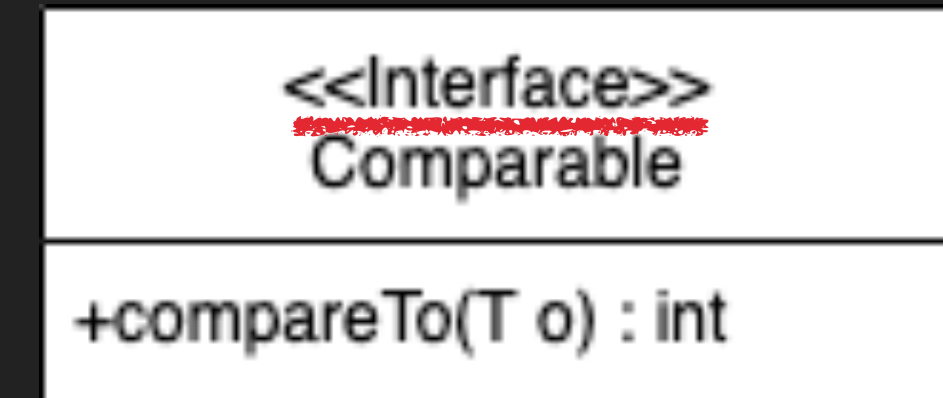 <<Interface>>
Comparable
+compareTo(T o) : int